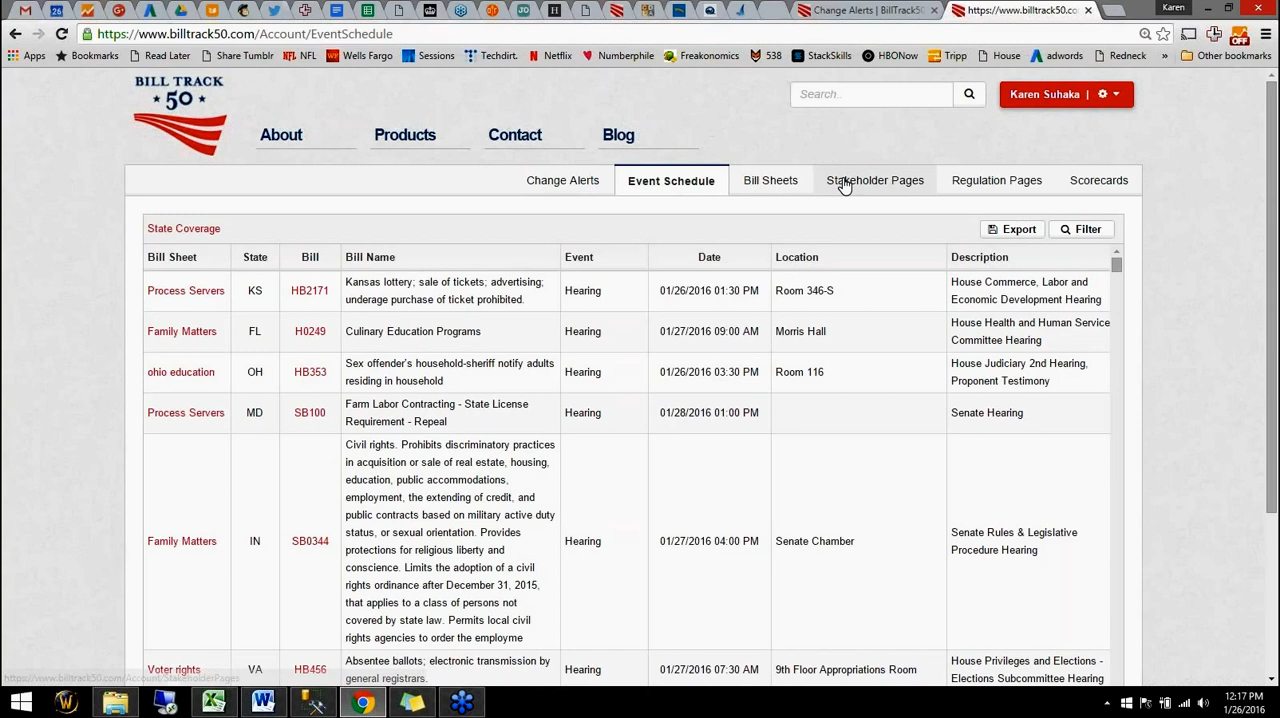 Change Alerts | BillTrack5
https://www.billtrack50.co
Karen
https://www.billtrack50.com/Account/EventSchedule
Apps Bookmarks Read Later Share Tumblr NFL Wells Fargo Sessions Techdirt. Netflix Numberphile Freakonomics 538 StackSkills HBONow Tripp House adwords Redneck » Other bookmarks
BILL TRACK
50
Search...
Karen Suhaka |
About Products Contact Blog
Change Alerts Event Schedule Bill Sheets Stakeholder Pages Regulation Pages Scorecards
State Coverage Export Filter
Bill Sheet State Bill Bill Name Event Date Location Description
Process Servers KS HB2171 Kansas lottery; sale of tickets; advertising;
underage purchase of ticket prohibited.
Hearing 01/26/2016 01:30 PM Room 346-S
House Commerce, Labor and
Economic Development Hearing
Family Matters FL H0249 Culinary Education Programs Hearing 01/27/2016 09:00 AM Morris Hall
House Health and Human Service
Committee Hearing
ohio education OH HB353 Sex offender's household-sheriff notify adults
residing in household
Hearing 01/26/2016 03:30 PM Room 116
House Judiciary 2nd Hearing,
Proponent Testimony
Process Servers MD SB100 Farm Labor Contracting - State License
Requirement - Repeal
Hearing 01/28/2016 01:00 PM Senate Hearing
Family Matters IN SB0344
Civil rights. Prohibits discriminatory practices
in acquisition or sale of real estate, housing,
education, public accommodations,
employment, the extending of credit, and
public contracts based on military active duty
status, or sexual orientation. Provides
protections for religious liberty and
conscience. Limits the adoption of a civil
rights ordinance after December 31, 2015,
that applies to a class of persons not
covered by state law. Permits local civil
rights agencies to order the employme
Hearing 01/27/2016 04:00 PM Senate Chamber
Senate Rules & Legislative
Procedure Hearing
Voter rights VA HB456 Absentee ballots; electronic transmission by
general registrars.
Hearing 01/27/2016 07:30 AM 9th Floor Appropriations Room
House Privileges and Elections -
Elections Subcommittee Hearing
https://www.billtrack50.com/Account/StakeholderPages
12:17 PM
1/26/2016